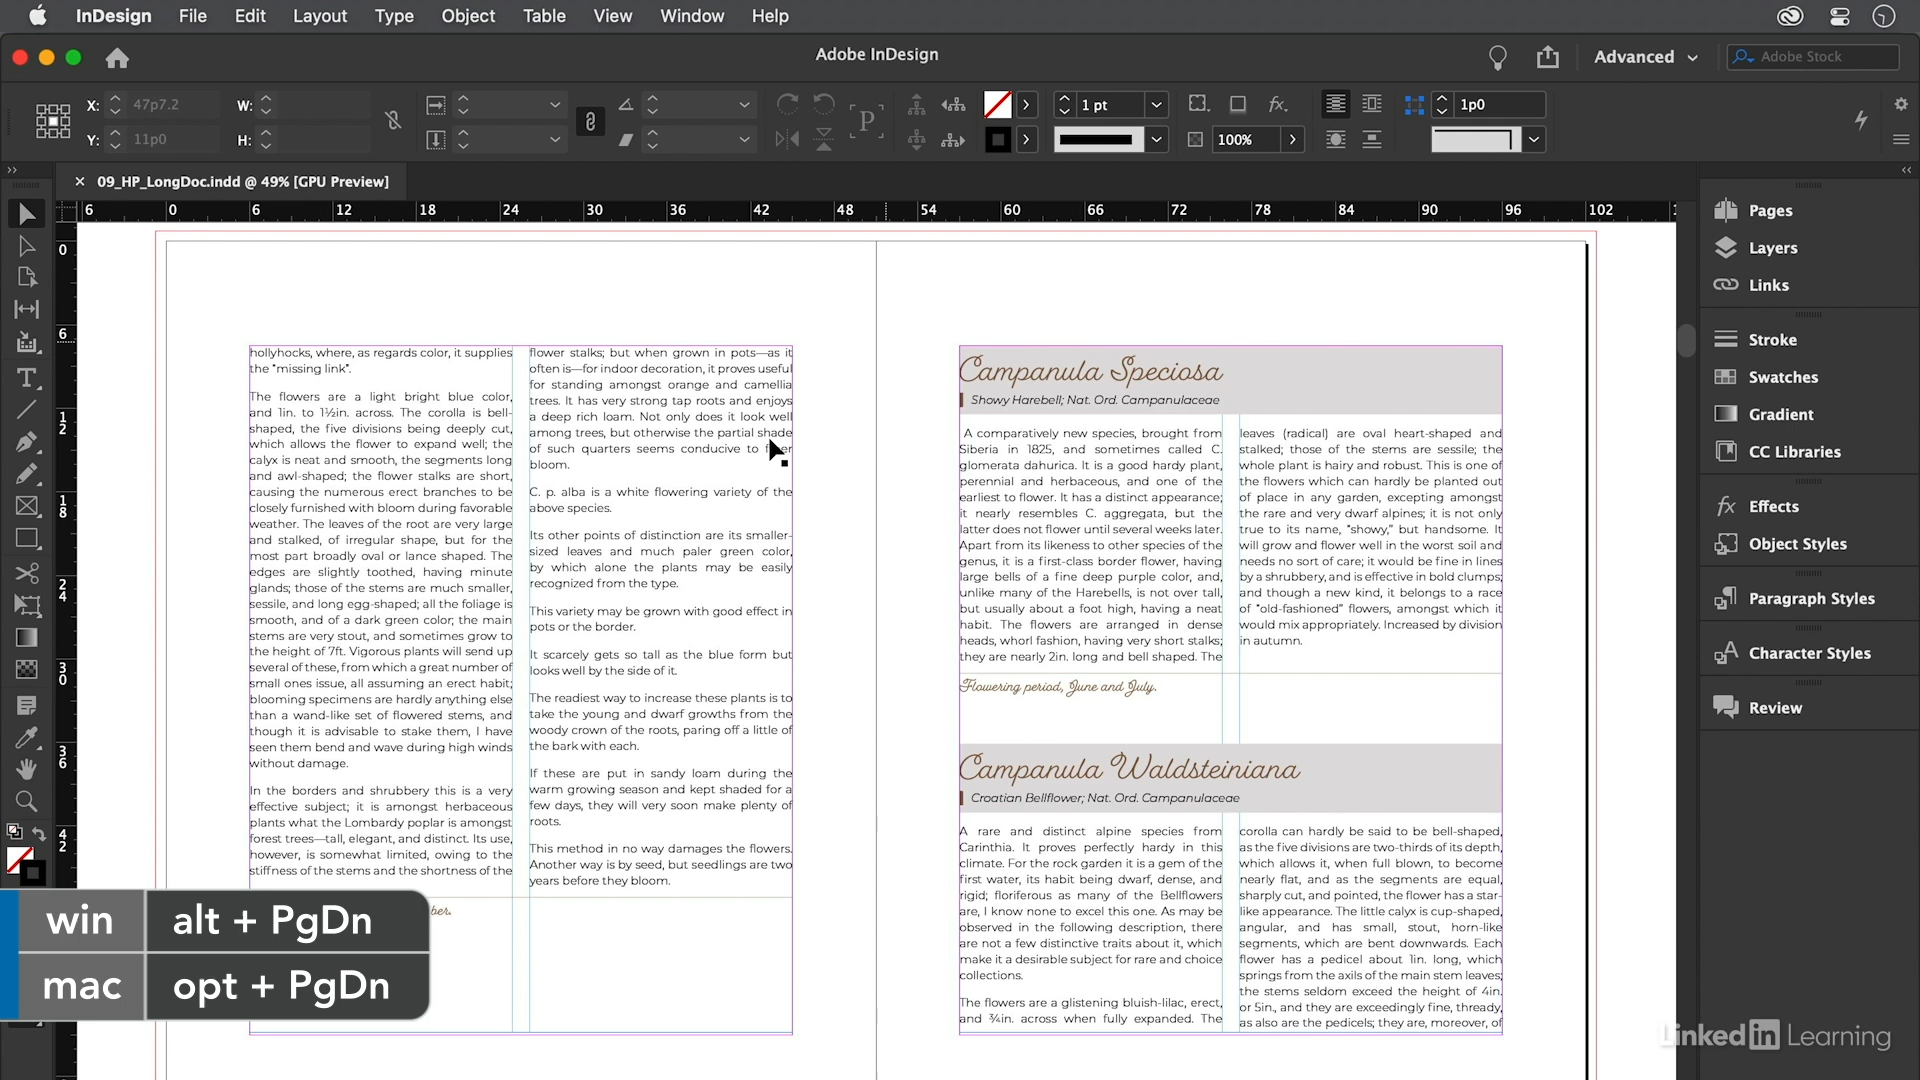 InDesign File Edit Layout Type Object Table View Window Help
Adobe InDesign
Advanced
Adobe Stock
X: 47p7.2 W: 1 pt 1p0
Y: 11p0 H: 100%
09_HP_LongDoc.indd @ 49% [GPU Preview]
6 0 6 12 18 24 30 36 42 48 54 60 66 72 78 84 90 96 102
0
6
12
18
24
30
36
42
hollyhocks, where, as regards color, it supplies
the "missing link".
The flowers are a light bright blue color,
and 1in. to 1½in. across. The corolla is bell-
shaped, the five divisions being deeply cut,
which allows the flower to expand well; the
calyx is neat and smooth, the segments long
and awl-shaped; the flower stalks are short,
causing the numerous erect branches to be
closely furnished with bloom during favorable
weather. The leaves of the root are very large
and stalked, of irregular shape, but for the
most part broadly oval or lance shaped. The
edges are slightly toothed, having minute
glands; those of the stems are much smaller,
sessile, and long egg-shaped; all the foliage is
smooth, and of a dark green color; the main
stems are very stout, and sometimes grow to
the height of 7ft. Vigorous plants will send up
several of these, from which a great number of
small ones issue, all assuming an erect habit;
blooming specimens are hardly anything else
than a wand-like set of flowered stems, and
though it is advisable to stake them, I have
seen them bend and wave during high winds
without damage.
In the borders and shrubbery this is a very
effective subject; it is amongst herbaceous
plants what the Lombardy poplar is amongst
forest trees—tall, elegant, and distinct. Its use,
however, is somewhat limited, owing to the
stiffness of the stems and the shortness of the
flower stalks; but when grown in pots—as it
often is—for indoor decoration, it proves useful
for standing amongst orange and camellia
trees. It has very strong tap roots and enjoys
a deep rich loam. Not only does it look well
among trees, but otherwise the partial shade
of such quarters seems conducive to
bloom.
C. p. alba is a white flowering variety of the
above species.
Its other points of distinction are its smaller-
sized leaves and much paler green color,
by which alone the plants may be easily
recognized from the type.
This variety may be grown with good effect in
pots or the border.
It scarcely gets so tall as the blue form but
looks well by the side of it.
The readiest way to increase these plants is to
take the young and dwarf growths from the
woody crown of the roots, paring off a little of
the bark with each.
If these are put in sandy loam during the
warm growing season and kept shaded for a
few days, they will very soon make plenty of
roots.
This method in no way damages the flowers.
Another way is by seed, but seedlings are two
years before they bloom.
ber.
Campanula Speciosa
Showy Harebell; Nat. Ord. Campanulaceae
A comparatively new species, brought from
Siberia in 1825, and sometimes called C.
glomerata dahurica. It is a good hardy plant,
perennial and herbaceous, and one of the
earliest to flower. It has a distinct appearance;
it nearly resembles C. aggregata, but the
latter does not flower until several weeks later.
Apart from its likeness to other species of the
genus, it is a first-class border flower, having
large bells of a fine deep purple color, and,
unlike many of the Harebells, is not over tall,
but usually about a foot high, having a neat
habit. The flowers are arranged in dense
heads, whorl fashion, having very short stalks;
they are nearly 2in. long and bell shaped. The
leaves (radical) are oval heart-shaped and
stalked; those of the stems are sessile; the
whole plant is hairy and robust. This is one of
the flowers which can hardly be planted out
of place in any garden, excepting amongst
the rare and very dwarf alpines; it is not only
true to its name, "showy," but handsome. It
will grow and flower well in the worst soil and
needs no sort of care; it would be fine in lines
by a shrubbery, and is effective in bold clumps;
and though a new kind, it belongs to a race
of "old-fashioned" flowers, amongst which it
would mix appropriately. Increased by division
in autumn.
Flowering period, June and July.
Campanula Waldsteiniana
Croatian Bellflower; Nat. Ord. Campanulaceae
A rare and distinct alpine species from
Carinthia. It proves perfectly hardy in this
climate. For the rock garden it is a gem of the
first water, its habit being dwarf, dense, and
rigid; floriferous as many of the Bellflowers
are, I know none to excel this one. As may be
observed in the following description, there
are not a few distinctive traits about it, which
make it a desirable subject for rare and choice
collections.
The flowers are a glistening bluish-lilac, erect,
and ¾in. across when fully expanded. The
corolla can hardly be said to be bell-shaped,
as the five divisions are two-thirds of its depth,
which allows it, when full blown, to become
nearly flat, and as the segments are equal,
sharply cut, and pointed, the flower has a star-
like appearance. The little calyx is cup-shaped,
angular, and has small, stout, horn-like
segments, which are bent downwards. Each
flower has a pedicel about 1in. long, which
springs from the axils of the main stem leaves;
the stems seldom exceed the height of 4in.
or 5in., and they are exceedingly fine, thready,
as also are the pedicels; they are, moreover, of
Pages
Layers
Links
Stroke
Swatches
Gradient
CC Libraries
Effects
Object Styles
Paragraph Styles
Character Styles
Review
win alt + PgDn
mac opt + PgDn
Linked in Learning